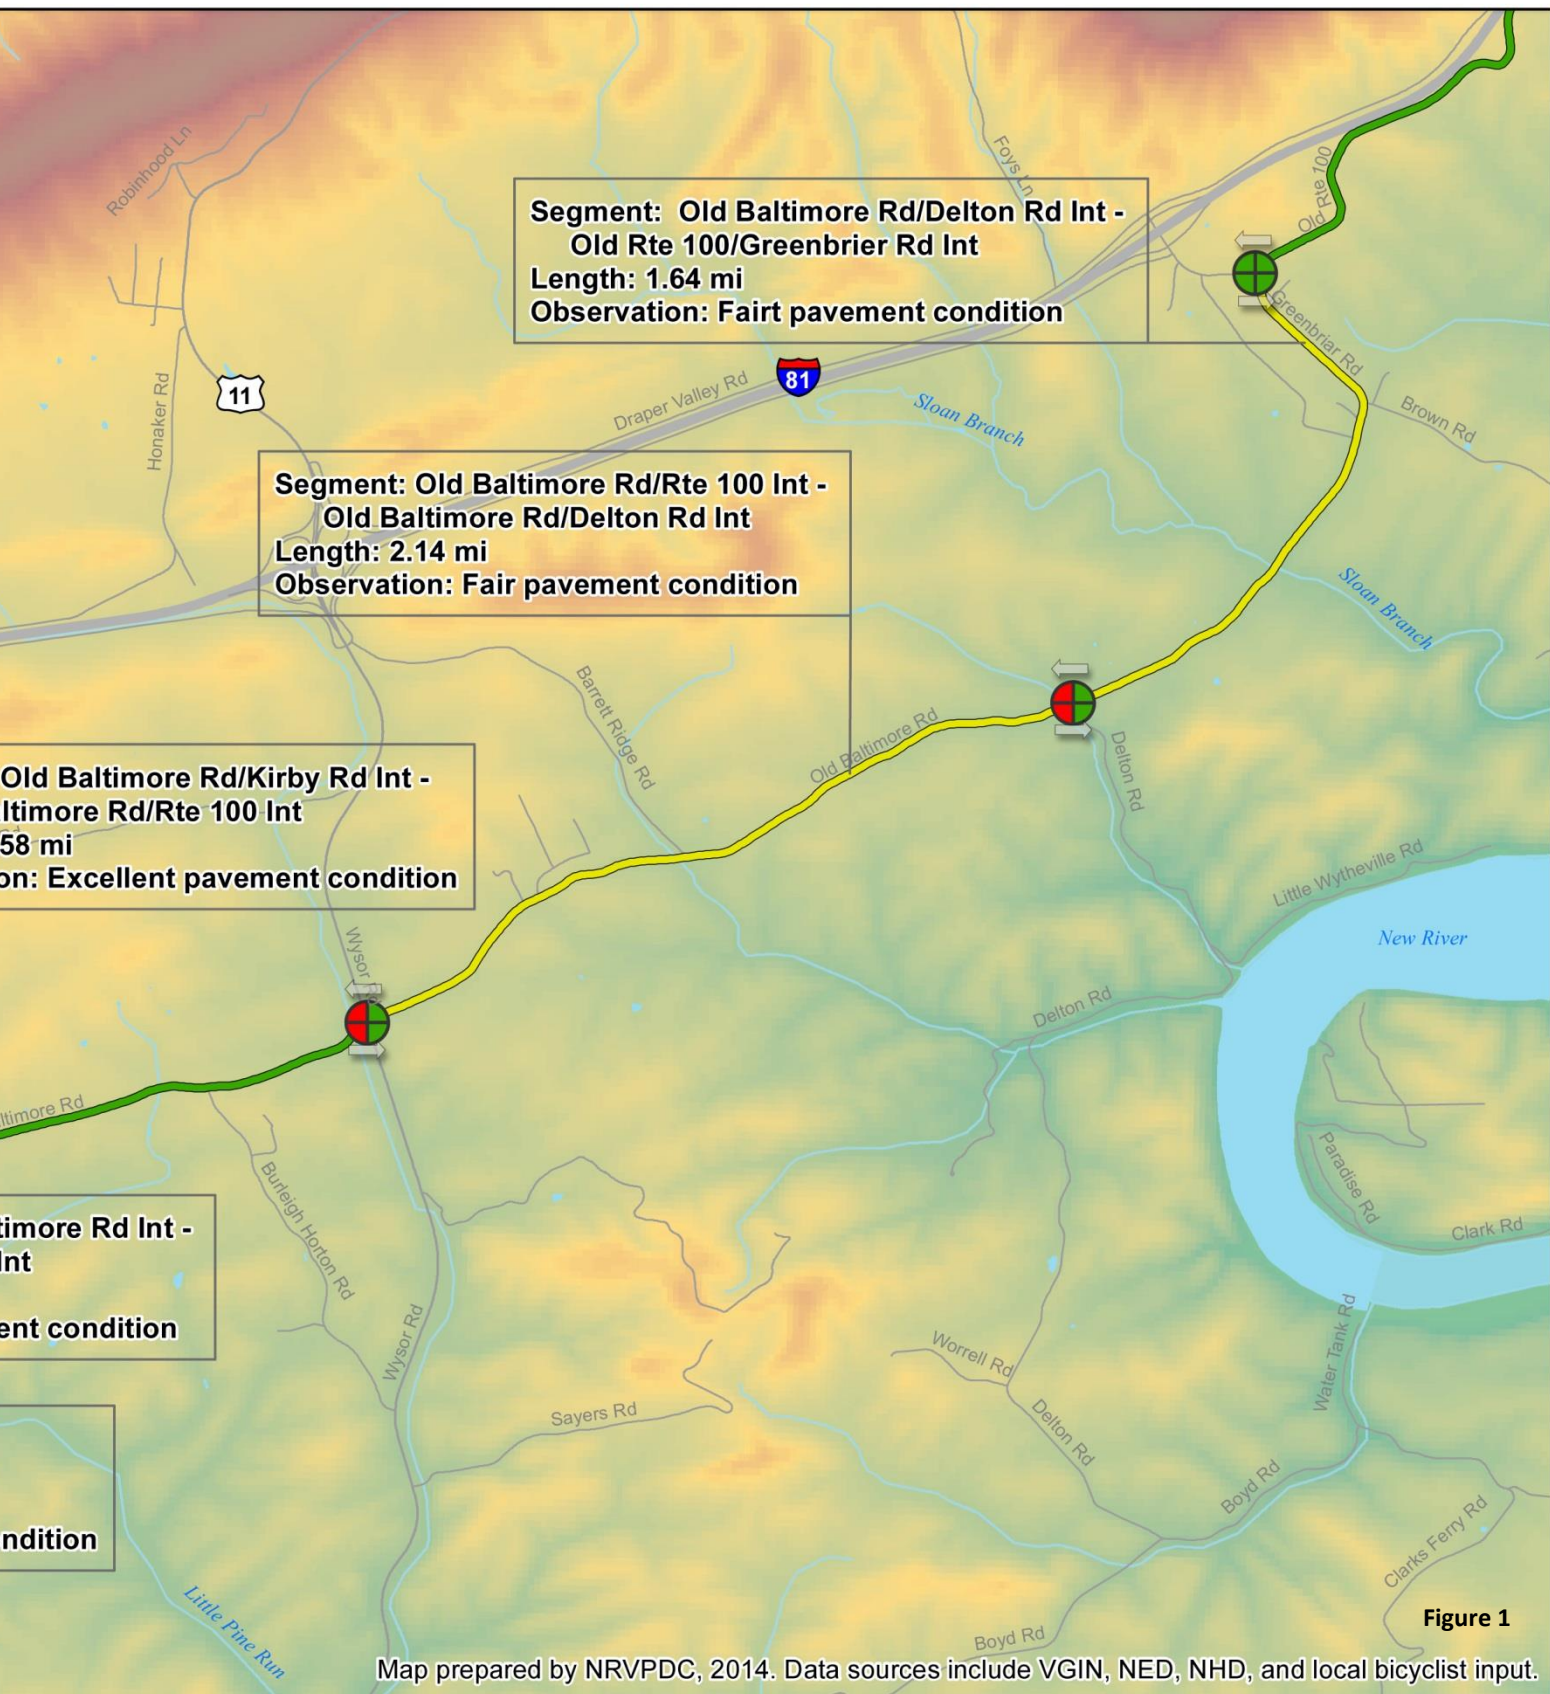 Robinhood Ln
Foys Ln
Old Rte 100
Segment:  Old Baltimore Rd/Delton Rd Int -
Old Rte 100/Greenbrier Rd Int
Length: 1.64 mi
Observation: Fairt pavement condition
Greenbriar Rd
Honaker Rd
11
81
Draper Valley Rd
Sloan Branch
Brown Rd
Segment: Old Baltimore Rd/Rte 100 Int -
Old Baltimore Rd/Delton Rd Int
Length: 2.14 mi
Observation: Fair pavement condition
Sloan Branch
Barrett Ridge Rd
Old Baltimore Rd
Delton Rd
Old Baltimore Rd/Kirby Rd Int -
ltimore Rd/Rte 100 Int
58 mi
on: Excellent pavement condition
Little Wytheville Rd
New River
Wysor
Delton Rd
ltimore Rd
Burleigh Horton Rd
Paradise Rd
Clark Rd
timore Rd Int -
Int
ent condition
Wysor Rd
Worrell Rd
Water Tank Rd
Sayers Rd
Delton Rd
Boyd Rd
Clarks Ferry Rd
ndition
Little Pine Run
Boyd Rd
Figure 1
Map prepared by NRVPDC, 2014. Data sources include VGIN, NED, NHD, and local bicyclist input.